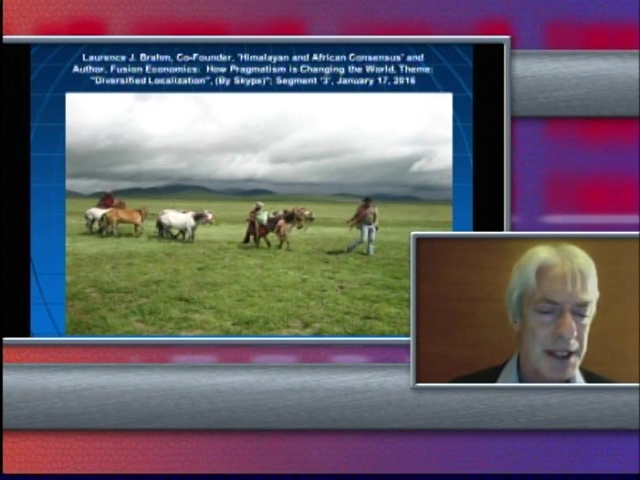 Laurence J. Brahm, Co-Founder, 'Himalayan and African Consensus' and
Author, Fusion Economics: How Pragmatism is Changing the World, Theme:
"Diversified Localization", (By Skype)"; Segment '3', January 17, 2016